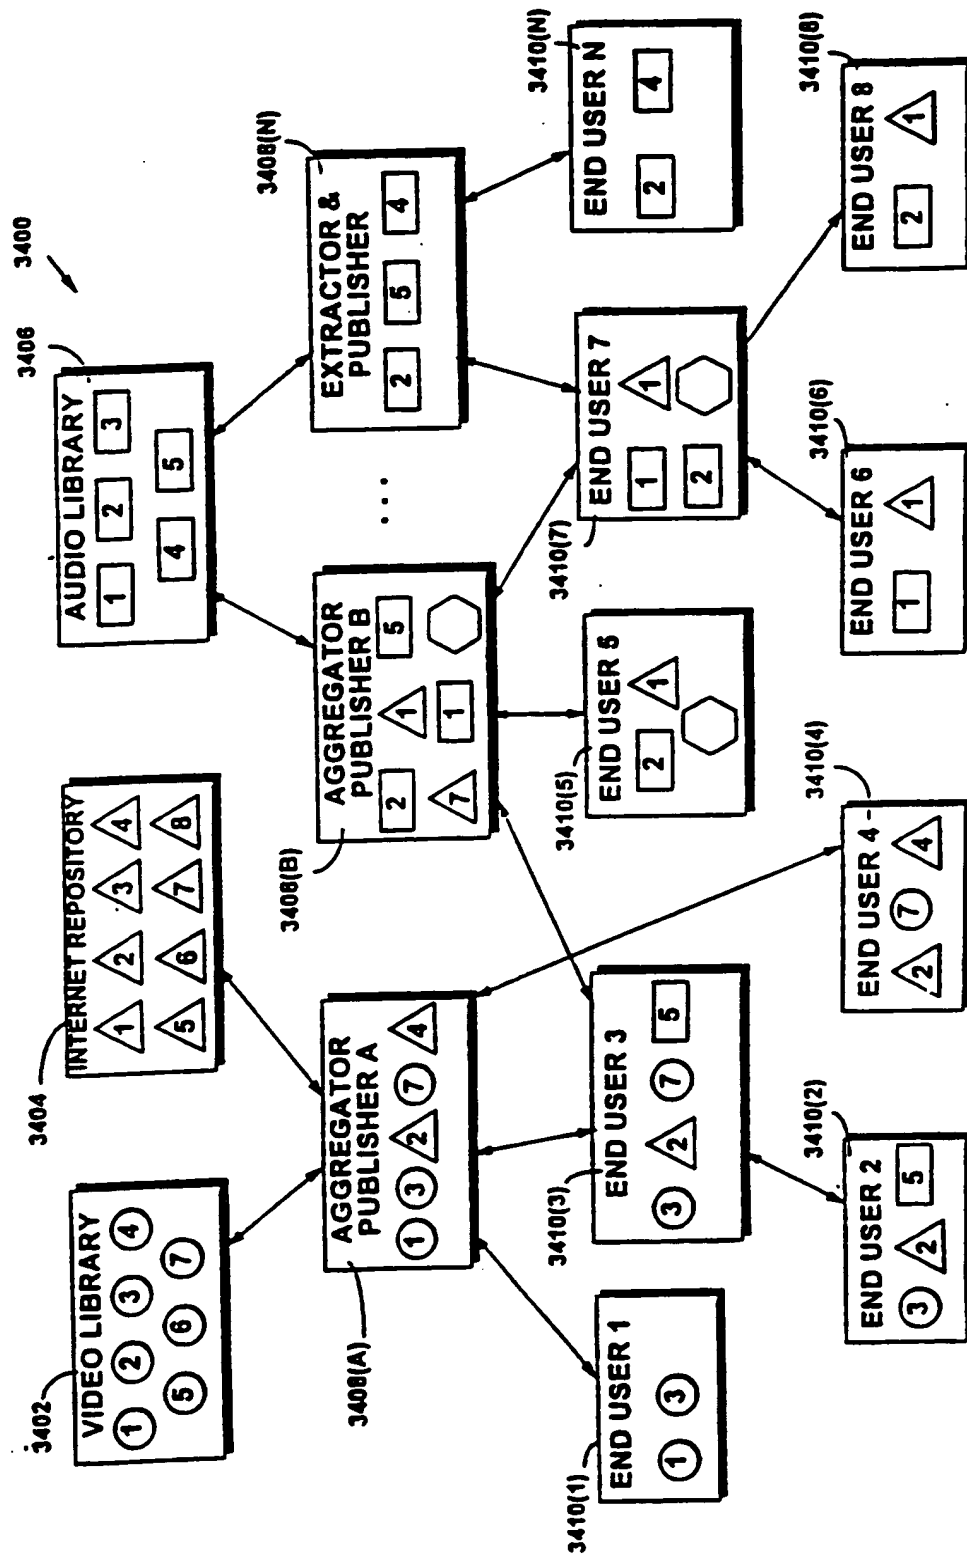 3400
3402
VIDEO LIBRARY
1 2 3 4
5 6 7
3404
INTERNET REPOSITORY
1 2 3 4
5 6 7 8
3406
AUDIO LIBRARY
1 2 3
4 5
3408(A)
AGGREGATOR
PUBLISHER A
1 3 2 7 4
3408(B)
AGGREGATOR
PUBLISHER B
2 1 5
7 1
...
3408(N)
EXTRACTOR &
PUBLISHER
2 5 4
3410(1)
END USER 1
1 3
3410(3)
END USER 3
3 2 7 5
3410(5)
END USER 5
2 1
3410(7)
END USER 7
1 1
2
3410(N)
END USER N
2 4
3410(2)
END USER 2
3 2 5
3410(4)
END USER 4
2 7 4
3410(6)
END USER 6
1 1
3410(8)
END USER 8
2 1